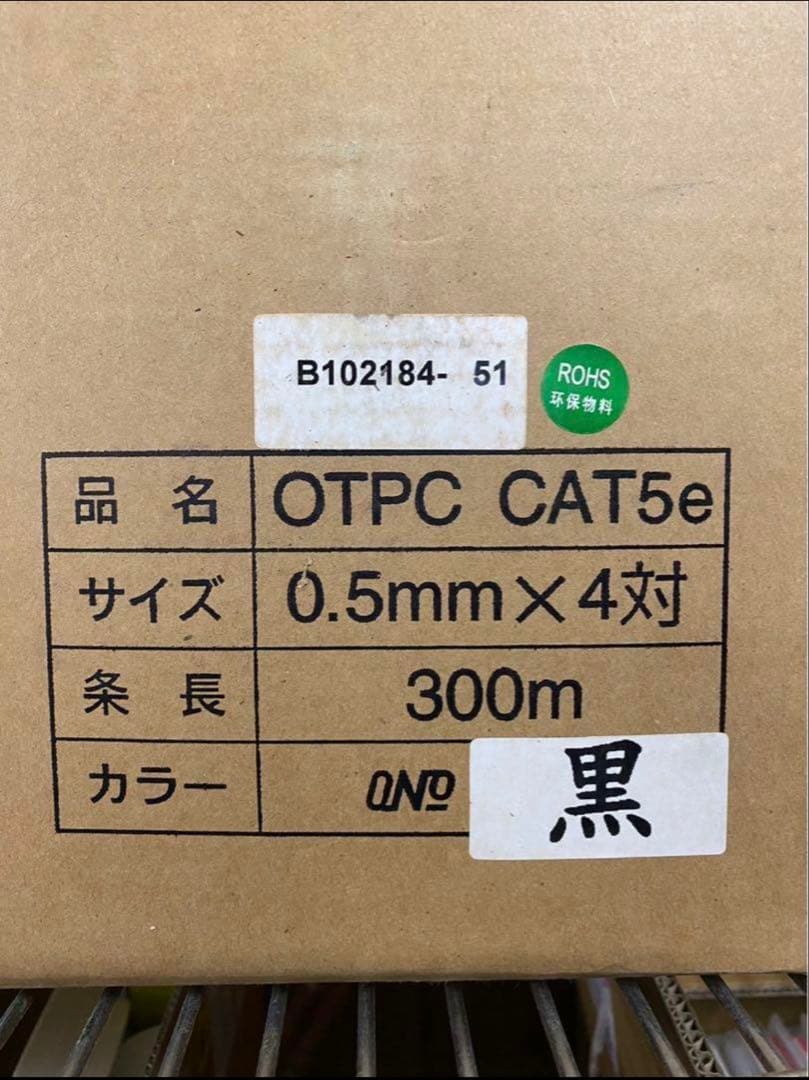 B102184- 51
ROHS
环保物料
品名 OTPC CAT5e
サイズ 0.5mm×4対
条長 300m
カラー ONO 黒